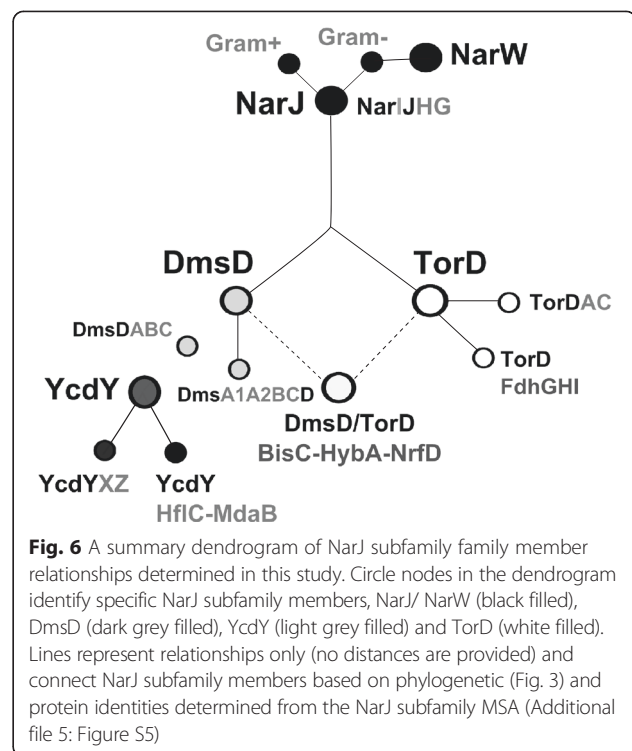 Gram+
Gram-
NarW
NarJ
NarIJHG
DmsD
TorD
TorDAC
DmsDABC
TorD
FdhGHI
YcdY
DmsA1A2BCD
DmsD/TorD
BisC-HybA-NrfD
YcdYXZ
YcdY
HflC-MdaB
Fig. 6 A summary dendrogram of NarJ subfamily family member
relationships determined in this study. Circle nodes in the dendrogram
identify specific NarJ subfamily members, NarJ/ NarW (black filled),
DmsD (dark grey filled), YcdY (light grey filled) and TorD (white filled).
Lines represent relationships only (no distances are provided) and
connect NarJ subfamily members based on phylogenetic (Fig. 3) and
protein identities determined from the NarJ subfamily MSA (Additional
file 5: Figure S5)